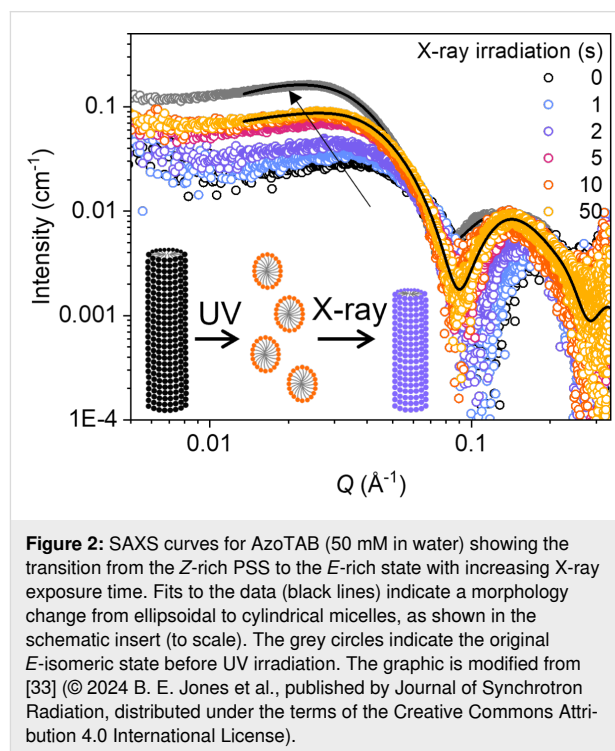 X-ray irradiation (s)
0
1
2
5
10
50
0.1
0.01
0.001
1E-4
Intensity (cm⁻¹)
UV
X-ray
0.01
0.1
Q (Å⁻¹)
Figure 2: SAXS curves for AzoTAB (50 mM in water) showing the
transition from the Z-rich PSS to the E-rich state with increasing X-ray
exposure time. Fits to the data (black lines) indicate a morphology
change from ellipsoidal to cylindrical micelles, as shown in the
schematic insert (to scale). The grey circles indicate the original
E-isomeric state before UV irradiation. The graphic is modified from
[33] (© 2024 B. E. Jones et al., published by Journal of Synchrotron
Radiation, distributed under the terms of the Creative Commons Attri-
bution 4.0 International License).